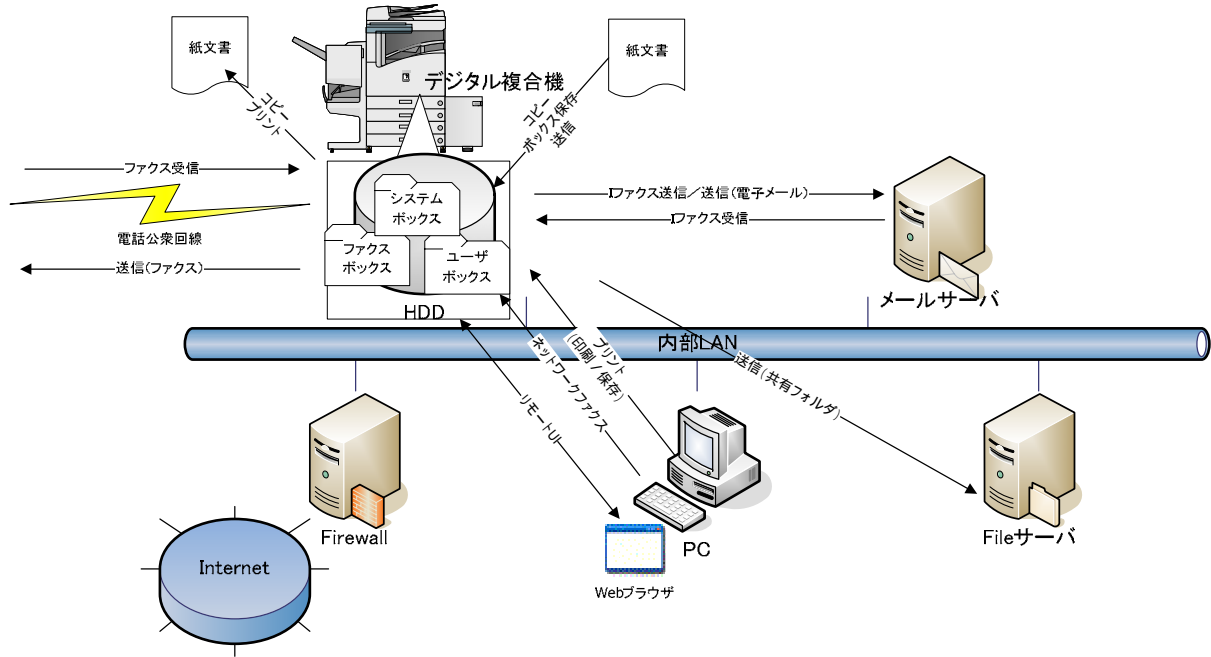 紙文書
紙文書
デジタル複合機
コピー
プリント
コピー
ボックス保存
送信
ファクス受信
システム
ボックス
Iファクス送信／送信(電子メール)
Iファクス受信
電話公衆回線
ファクス
ボックス
ユーザ
ボックス
送信(ファクス)
メールサーバ
HDD
内部LAN
プリント
(印刷／保存)
ネットワークファクス
リモートUI
送信(共有フォルダ)
Firewall
Fileサーバ
PC
Internet
Webブラウザ